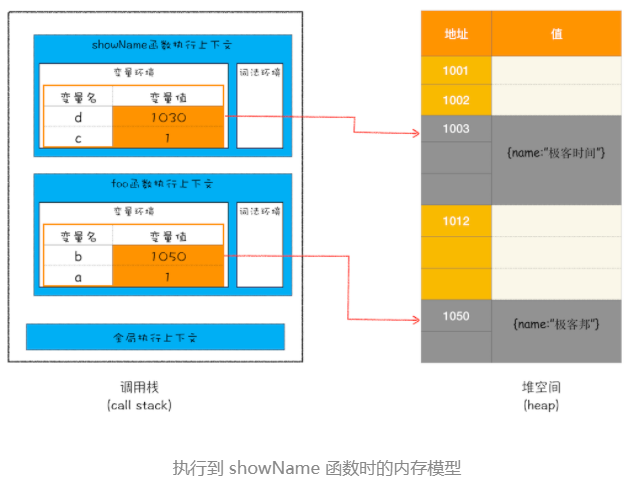 showName函数执行上下文
变量环境
词法环境
变量名 变量值
d 1030
c 1
foo函数执行上下文
变量环境
词法环境
变量名 变量值
b 1050
a 1
全局执行上下文
调用栈
(call stack)
地址 值
1001
1002
1003
{name:"极客时间"}
1012
1050
{name:"极客邦"}
堆空间
(heap)
执行到 showName 函数时的内存模型